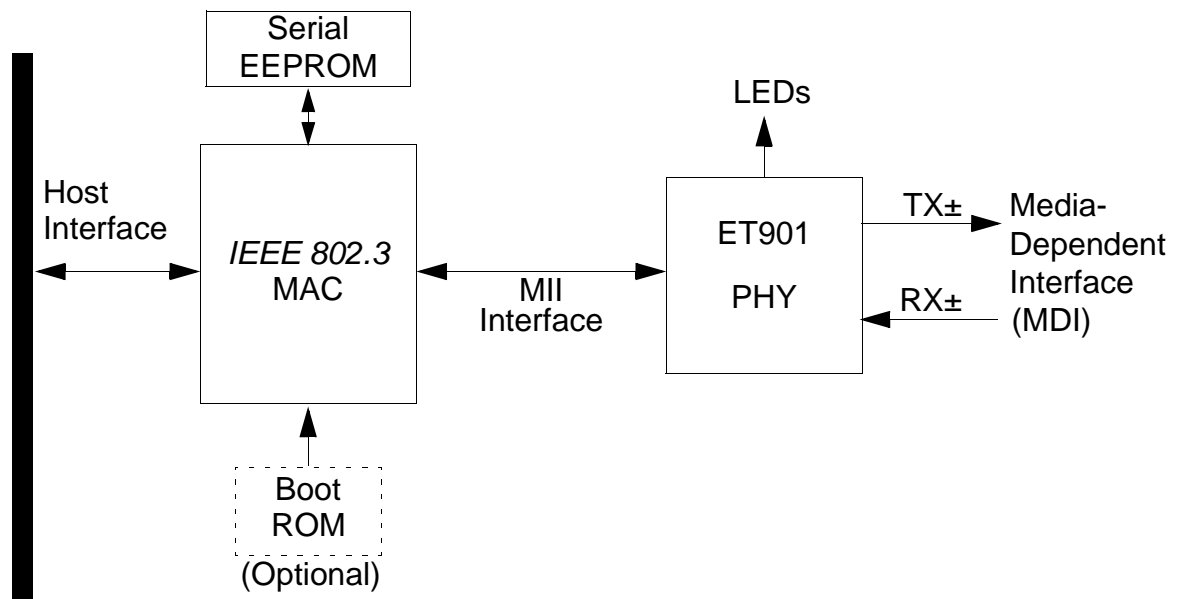 Serial
EEPROM
LEDs
Host
Interface
IEEE 802.3
MAC
MII
Interface
ET901
PHY
TX±
RX±
Media-
Dependent
Interface
(MDI)
Boot
ROM
(Optional)